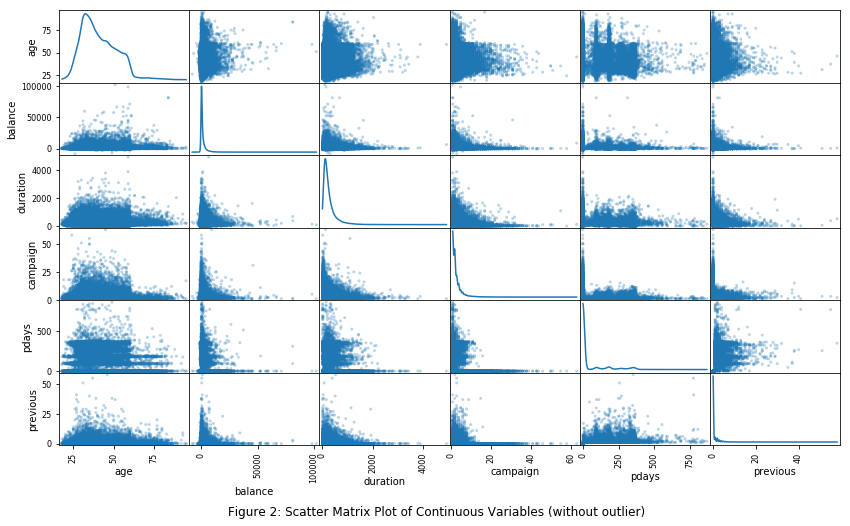 75
50
25
age
100000
50000
0
balance
4000
2000
0
duration
50
25
0
campaign
500
0
pdays
50
25
0
previous
25 50 75
0 50000 100000
0 2000 4000
0 20 40 60
0 250 500 750
0 20 40
age
balance
duration
campaign
pdays
previous
Figure 2: Scatter Matrix Plot of Continuous Variables (without outlier)